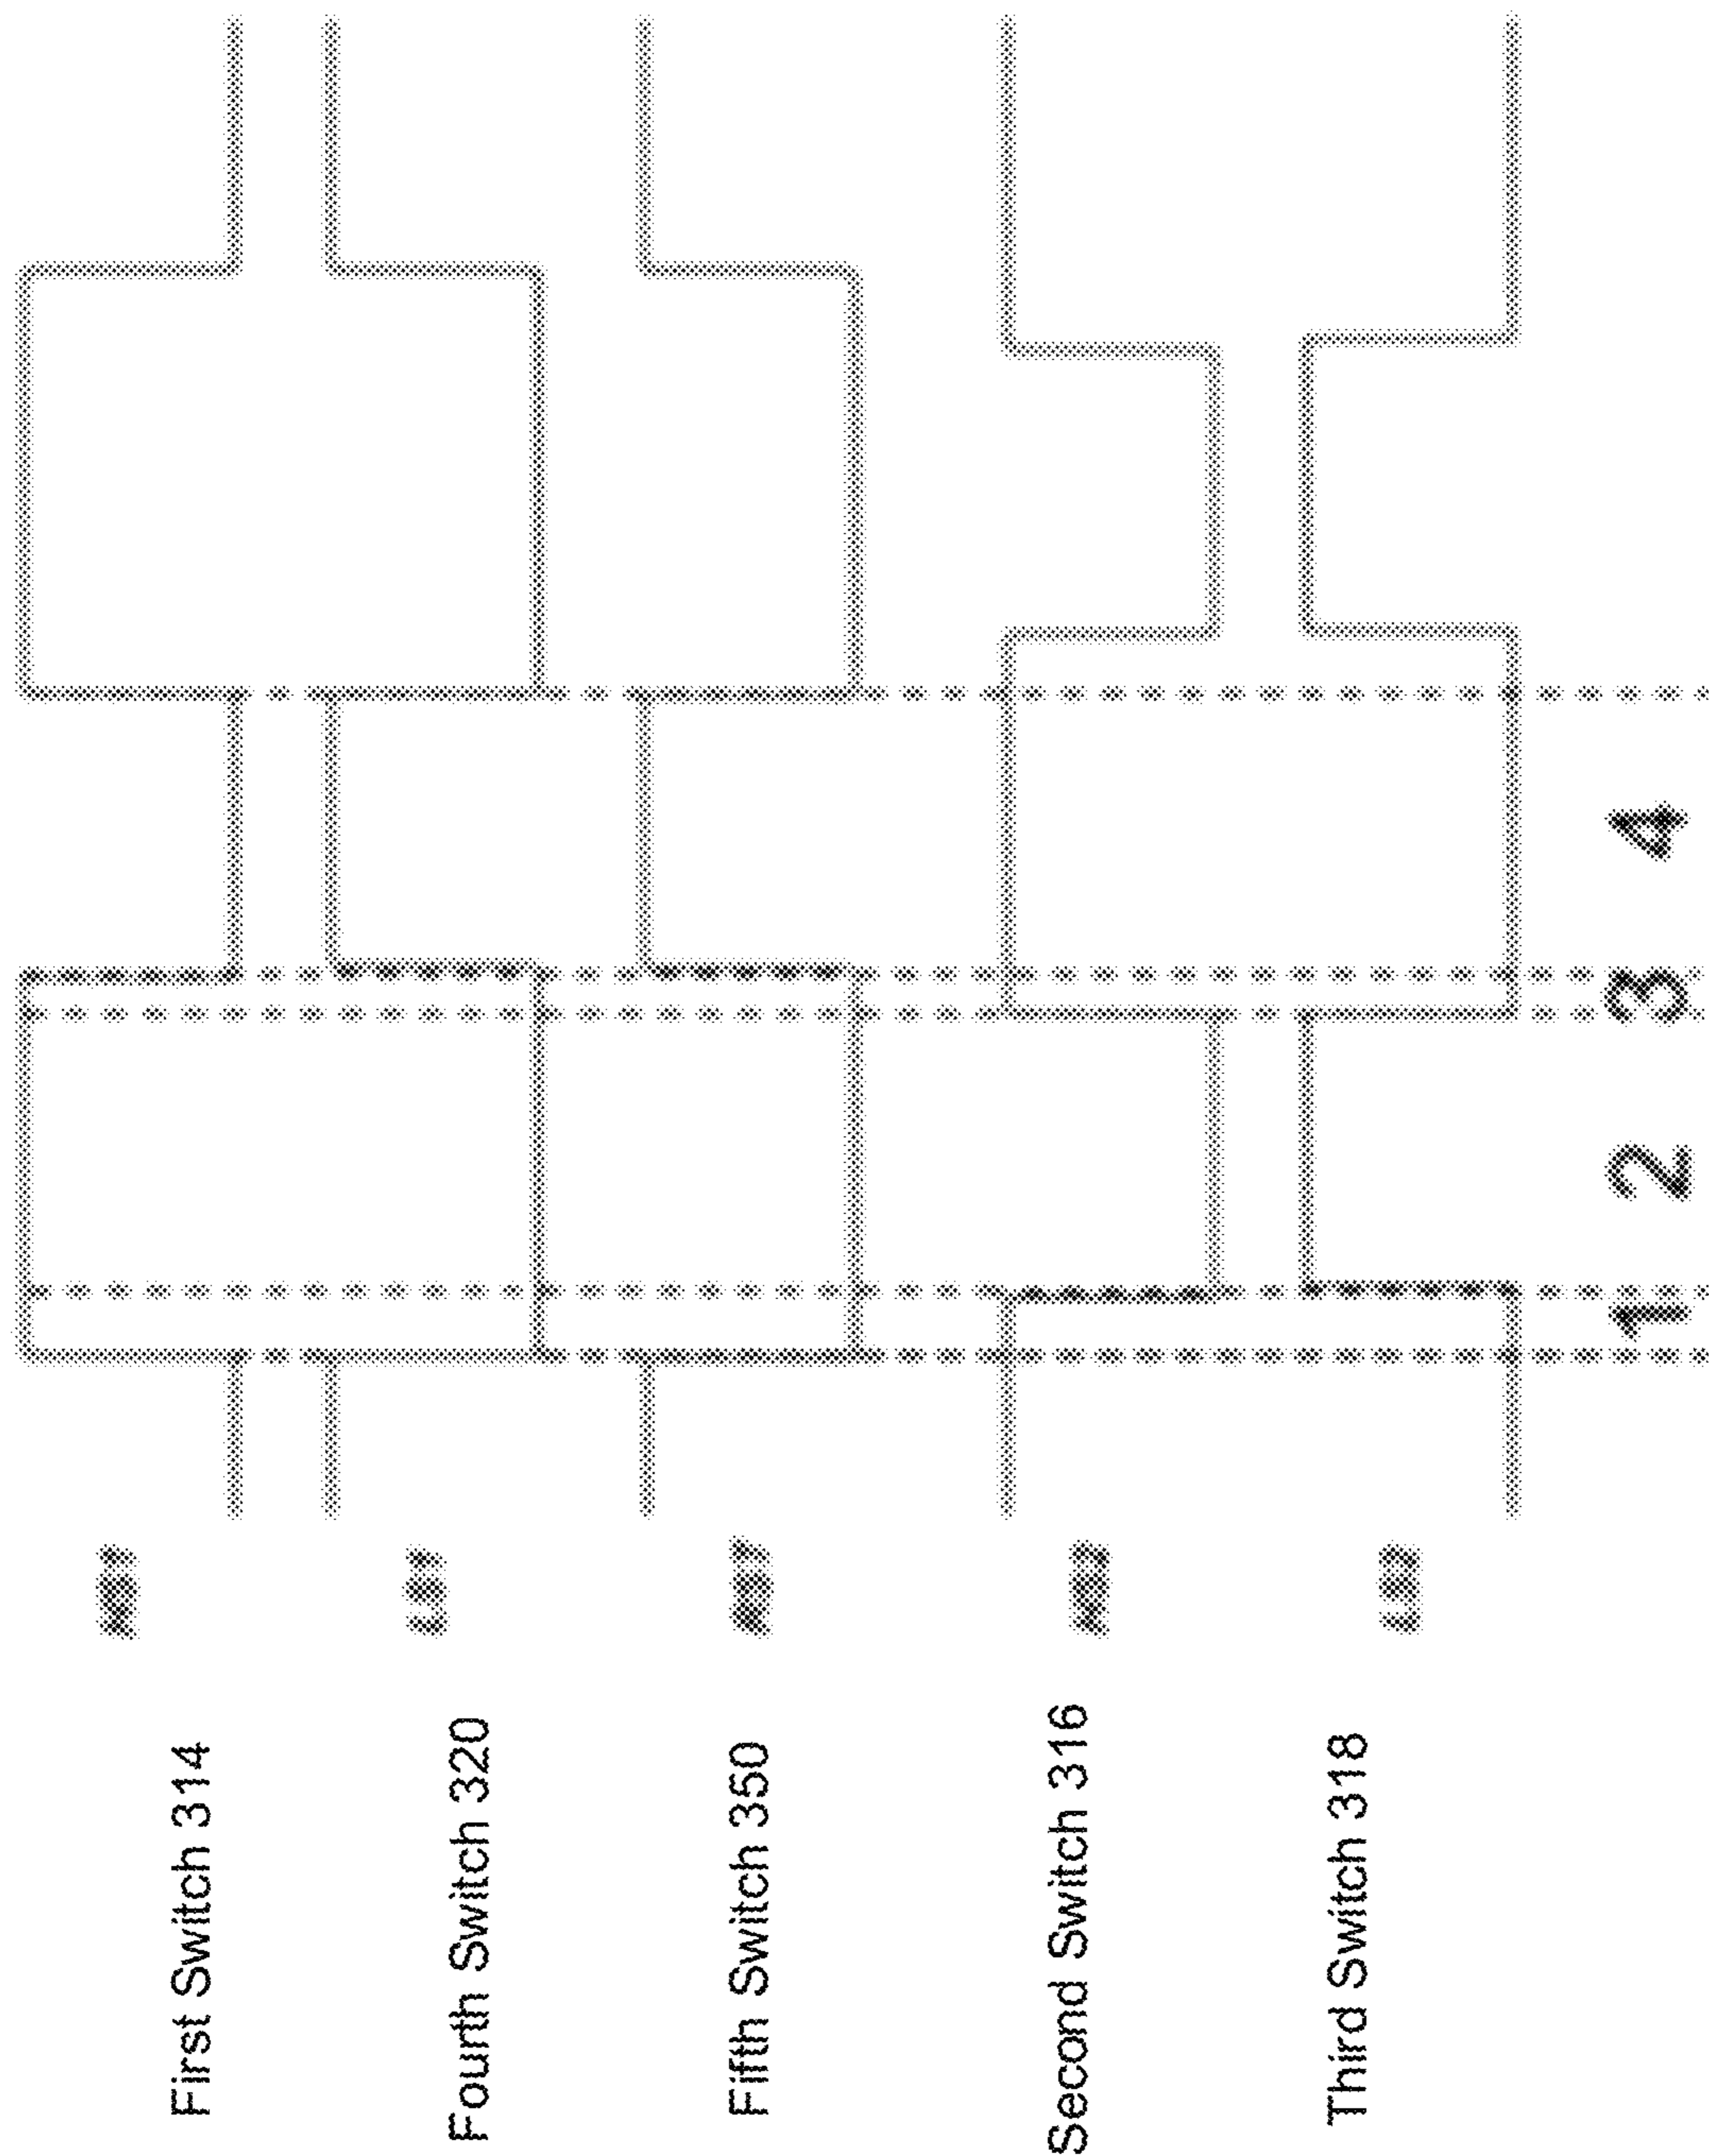 First Switch 314
Fourth Switch 320
Fifth Switch 350
Second Switch 316
Third Switch 318
1 2 3 4